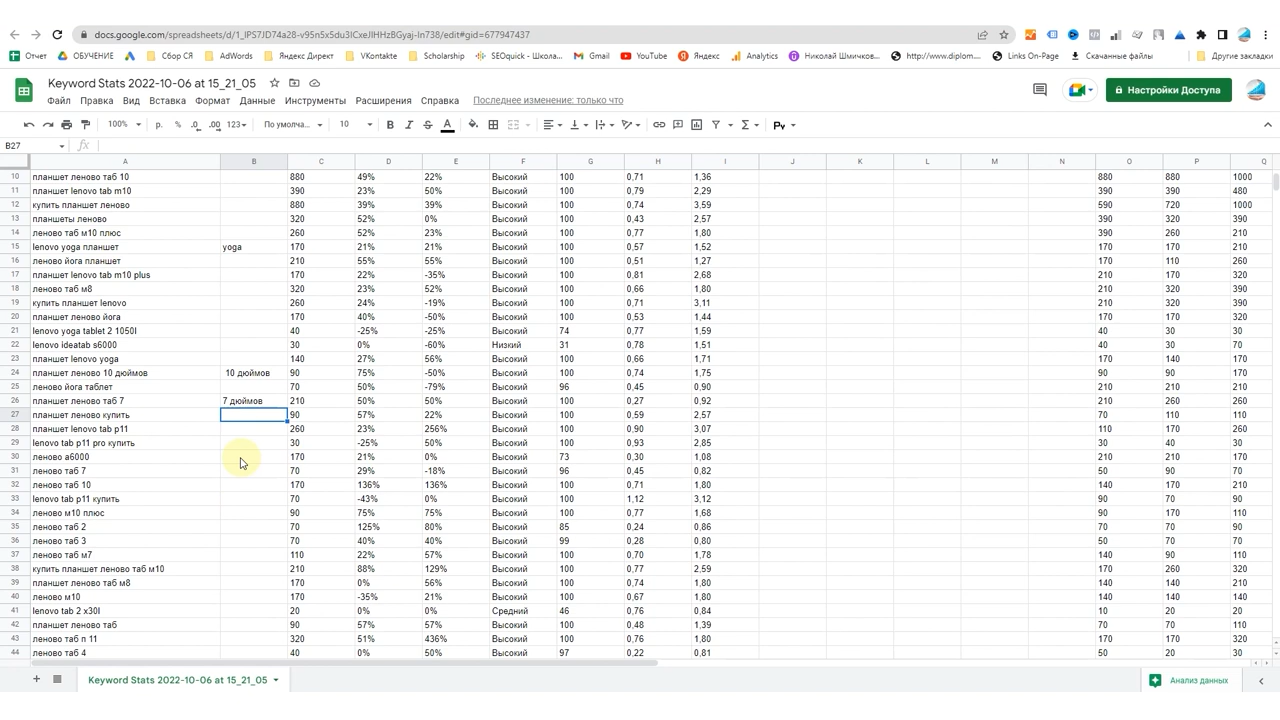 docs.google.com/spreadsheets/d/1_IPS7JD74a28-v95nS5du3ICxeJIHHzBGyaj-In738/edit#gid=677947437
Отчет ОБУЧЕНИЕ Сбор СЯ AdWords Яндекс Директ VKontakte Scholarship SEOquick - Школа... Gmail YouTube Яндекс Analytics Николай Шмичков... http://www.diplom... Links On-Page Скачанные файлы Другие закладки
Keyword Stats 2022-10-06 at 15_21_05
Файл Правка Вид Вставка Формат Данные Инструменты Расширения Справка Последнее изменение: только что
Настройки Доступа
100% р. % .0 .00 123 По умолча... 10
B27 fx
A B C D E F G H I J K L M N O P Q
10 планшет леново таб 10 880 49% 22% Высокий 100 0,71 1,36 880 880 1000
11 планшет lenovo tab m10 390 23% 50% Высокий 100 0,79 2,29 390 390 480
12 купить планшет леново 880 39% 39% Высокий 100 0,74 3,59 590 720 1000
13 планшеты леново 320 52% 0% Высокий 100 0,43 2,57 390 320 390
14 леново таб м10 плюс 260 52% 23% Высокий 100 0,77 1,80 390 260 210
15 lenovo yoga планшет yoga 170 21% 21% Высокий 100 0,57 1,52 170 170 210
16 леново йога планшет 210 55% 55% Высокий 100 0,51 1,27 170 110 260
17 планшет lenovo tab m10 plus 170 22% -35% Высокий 100 0,81 2,68 210 170 320
18 леново таб м8 320 23% 52% Высокий 100 0,66 1,80 210 320 390
19 купить планшет lenovo 260 24% -19% Высокий 100 0,71 3,11 210 320 390
20 планшет леново йога 170 40% -50% Высокий 100 0,53 1,44 170 170 320
21 lenovo yoga tablet 2 1050l 40 -25% -25% Высокий 74 0,77 1,59 40 30 30
22 lenovo ideatab s6000 30 0% -60% Низкий 31 0,78 1,51 40 30 70
23 планшет lenovo yoga 140 27% 56% Высокий 100 0,66 1,71 170 140 170
24 планшет леново 10 дюймов 10 дюймов 90 75% -50% Высокий 100 0,74 1,75 90 90 170
25 леново йога таблет 70 50% -79% Высокий 96 0,45 0,90 210 210 210
26 планшет леново таб 7 7 дюймов 210 50% 50% Высокий 100 0,27 0,92 210 260 260
27 планшет леново купить 90 57% 22% Высокий 100 0,59 2,57 70 110 110
28 планшет lenovo tab p11 260 23% 256% Высокий 100 0,90 3,07 110 170 260
29 lenovo tab p11 pro купить 30 -25% 50% Высокий 100 0,93 2,85 30 40 30
30 леново а6000 170 21% 0% Высокий 73 0,30 1,08 210 210 170
31 леново таб 7 70 29% -18% Высокий 96 0,45 0,82 50 90 70
32 леново таб 10 170 136% 136% Высокий 100 0,71 1,80 140 170 210
33 lenovo tab p11 купить 70 -43% 0% Высокий 100 1,12 3,12 90 70 90
34 леново м10 плюс 90 75% 75% Высокий 100 0,77 1,68 90 170 110
35 леново таб 2 70 125% 80% Высокий 85 0,24 0,86 70 70 90
36 леново таб 3 70 40% 40% Высокий 99 0,28 0,80 50 70 70
37 леново таб м7 110 22% 57% Высокий 100 0,70 1,78 140 90 110
38 купить планшет леново таб м10 210 88% 129% Высокий 100 0,77 2,59 170 260 320
39 планшет леново таб м8 170 0% 56% Высокий 100 0,74 1,80 140 140 210
40 леново м10 170 -35% 21% Высокий 100 0,67 1,80 140 140 140
41 lenovo tab 2 x30l 20 0% 0% Средний 46 0,76 0,84 10 20 20
42 планшет леново таб 90 57% 57% Высокий 100 0,48 1,39 70 70 110
43 леново таб п 11 320 51% 436% Высокий 100 0,76 1,80 170 170 320
44 леново таб 4 40 0% 50% Высокий 97 0,22 0,81 50 20 30
Keyword Stats 2022-10-06 at 15_21_05 Анализ данных